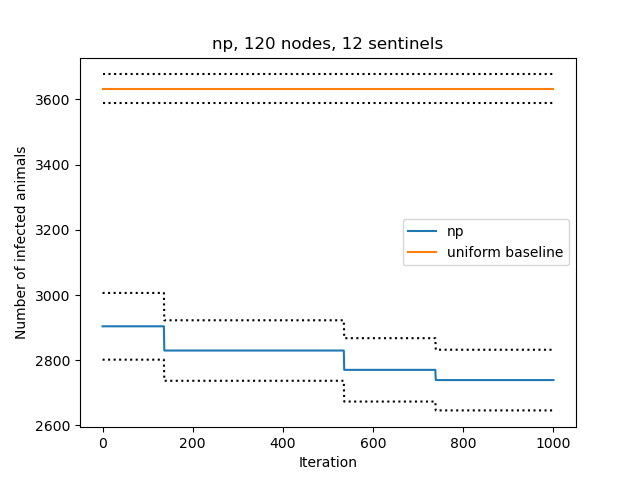 np, 120 nodes, 12 sentinels
Number of infected animals
3600
3400
3200
3000
2800
2600
np
uniform baseline
0
200
400
600
800
1000
Iteration